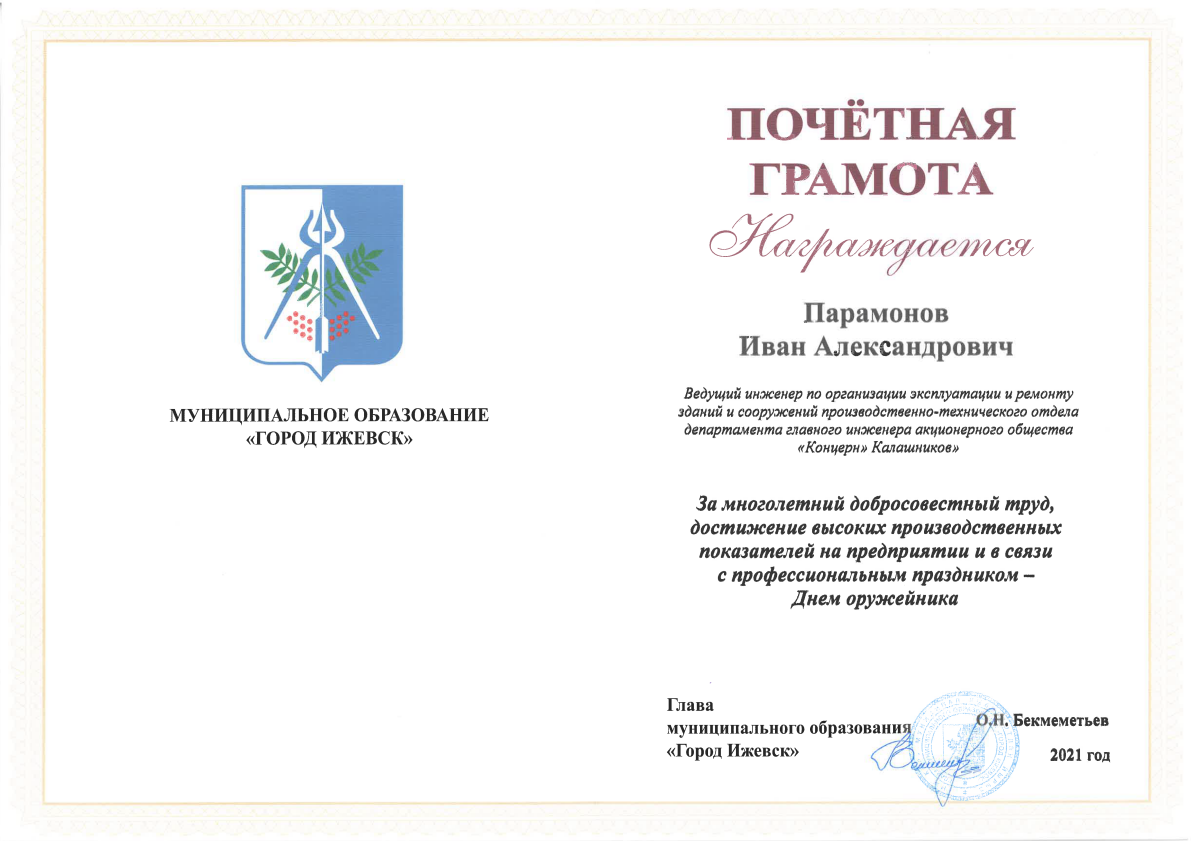 МУНИЦИПАЛЬНОЕ ОБРАЗОВАНИЕ
«ГОРОД ИЖЕВСК»
ПОЧЁТНАЯ
ГРАМОТА
Награждается
Парамонов
Иван Александрович
Ведущий инженер по организации эксплуатации и ремонту
зданий и сооружений производственно-технического отдела
департамента главного инженера акционерного общества
«Концерн» Калашников»
За многолетний добросовестный труд,
достижение высоких производственных
показателей на предприятии и в связи
с профессиональным праздником –
Днем оружейника
Глава
муниципального образования
«Город Ижевск»
О.Н. Бекмеметьев
2021 год